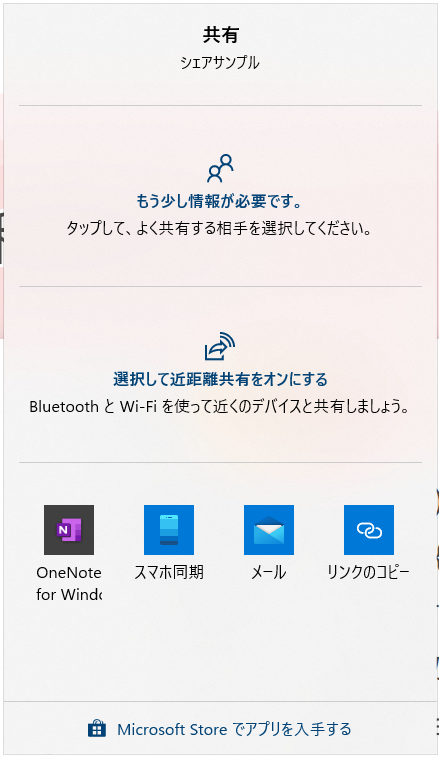 共有
シェアサンプル
もう少し情報が必要です。
タップして、よく共有する相手を選択してください。
選択して近距離共有をオンにする
Bluetooth と Wi-Fi を使って近くのデバイスと共有しましょう。
N
OneNote for Windo
スマホ同期
メール
リンクのコピー
Microsoft Store でアプリを入手する